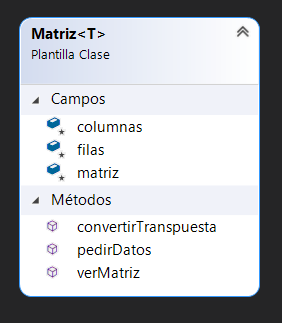 Matriz<T>
Plantilla Clase
Campos
columnas
filas
matriz
Métodos
convertirTranspuesta
pedirDatos
verMatriz